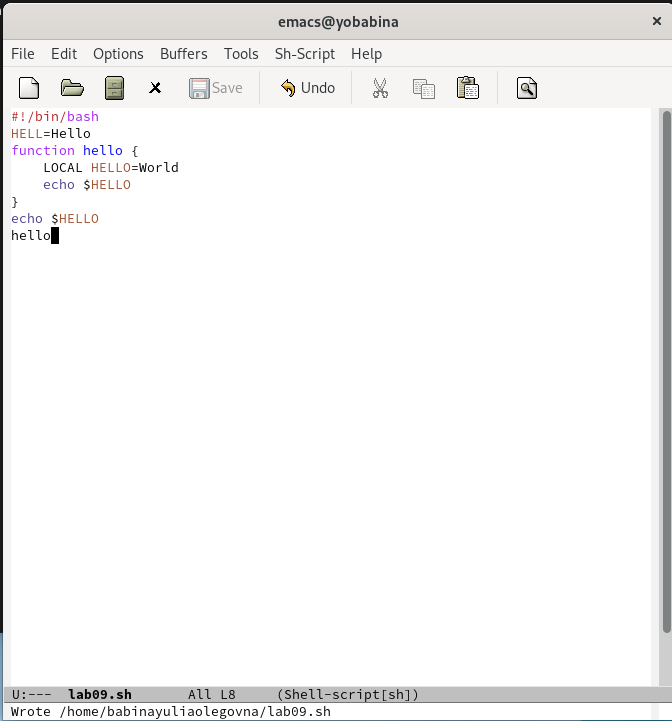 emacs@yobabina
File Edit Options Buffers Tools Sh-Script Help
Save Undo
#!/bin/bash
HELL=Hello
function hello {
    LOCAL HELLO=World
    echo $HELLO
}
echo $HELLO
hello
U:--- lab09.sh All L8 (Shell-script[sh])
Wrote /home/babinayuliaolegovna/lab09.sh